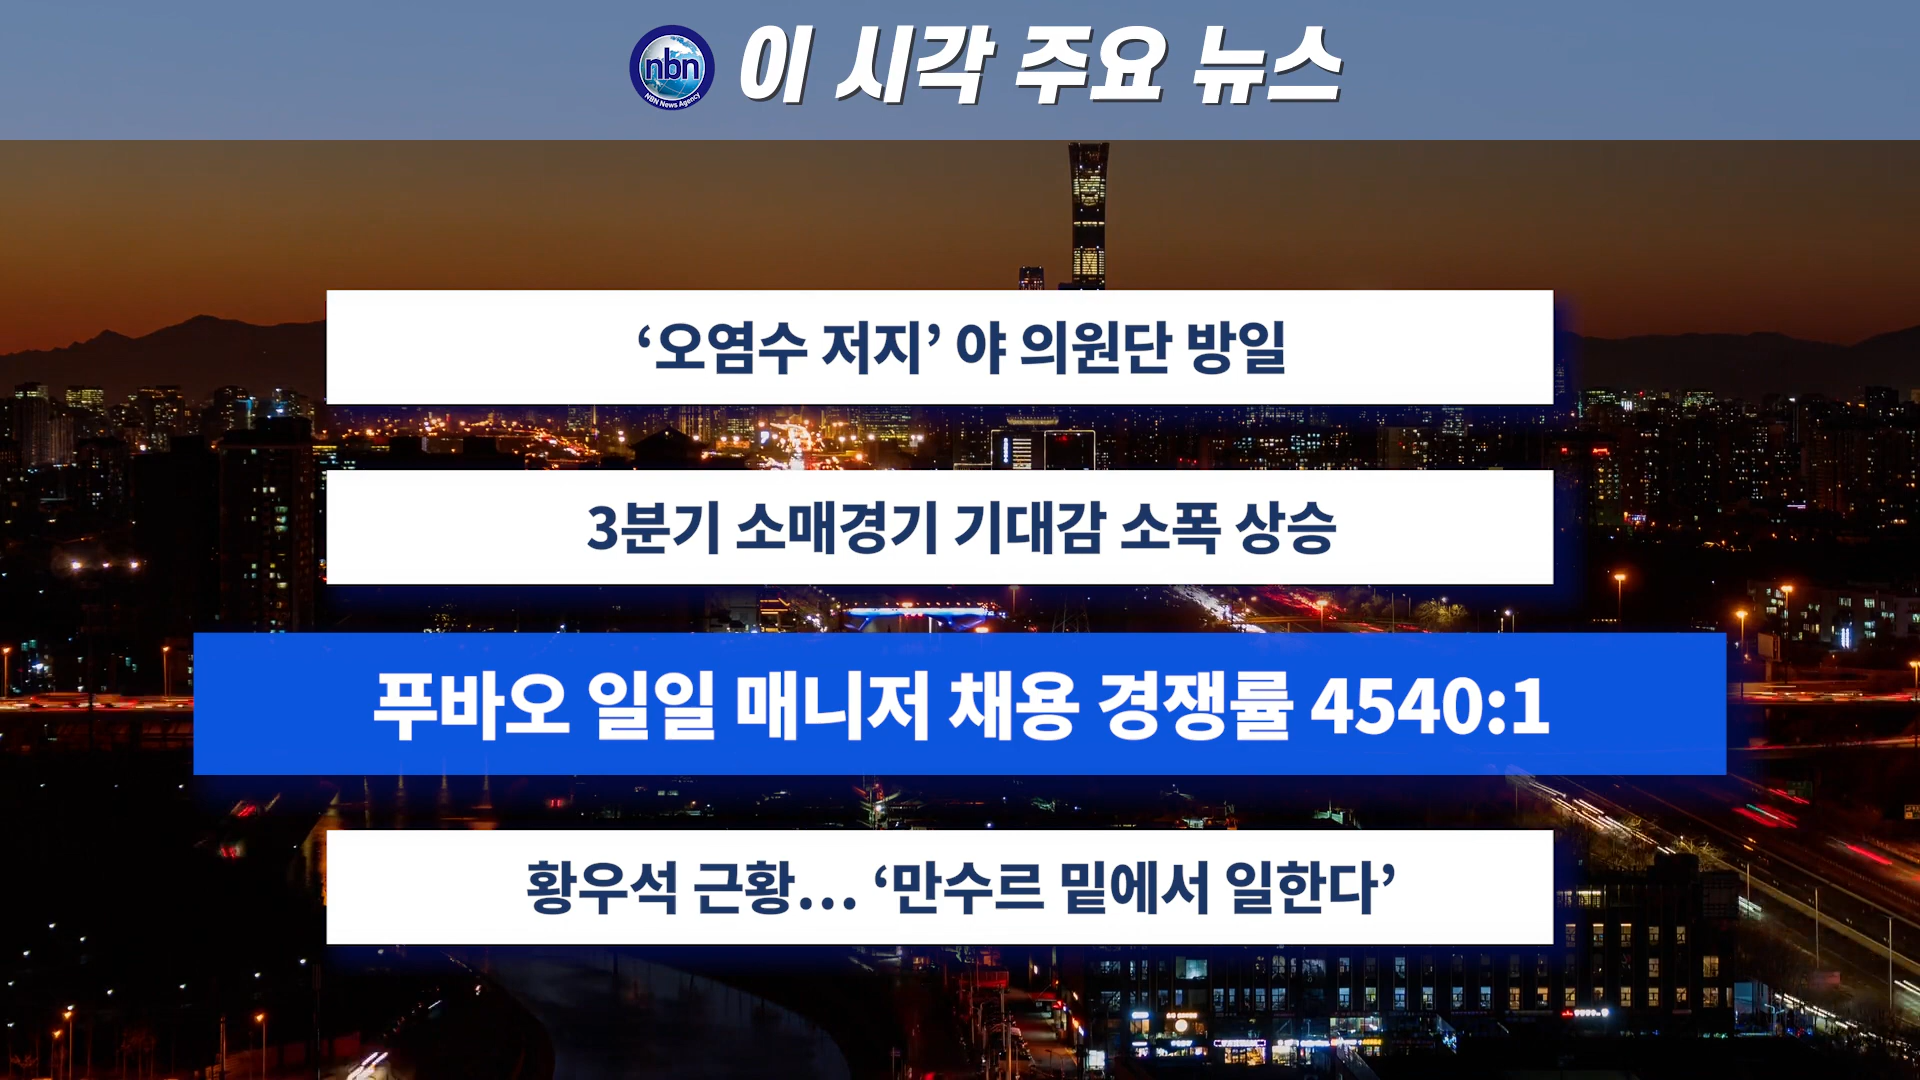 nbn
NBN News Agency
이 시각 주요 뉴스
‘오염수 저지’ 야 의원단 방일
3분기 소매경기 기대감 소폭 상승
푸바오 일일 매니저 채용 경쟁률 4540:1
황우석 근황... ‘만수르 밑에서 일한다’